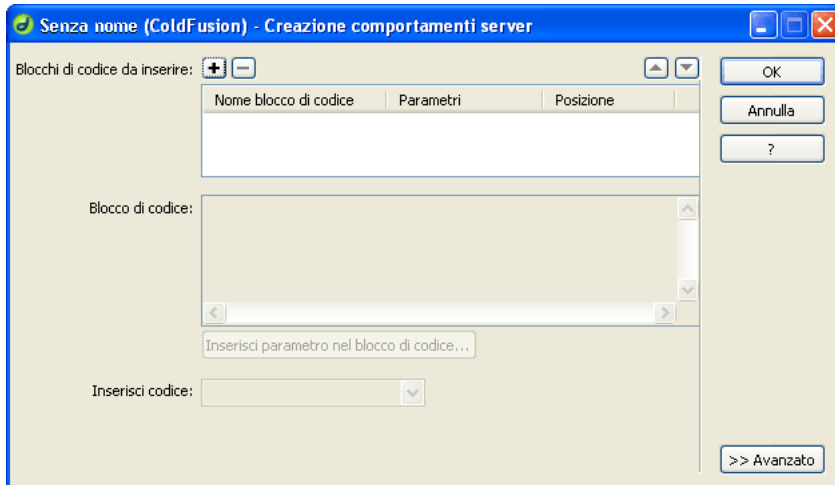 Senza nome (ColdFusion) - Creazione comportamenti server
Blocchi di codice da inserire:
OK
Nome blocco di codice Parametri Posizione
Annulla
?
Blocco di codice:
Inserisci parametro nel blocco di codice...
Inserisci codice:
>> Avanzato